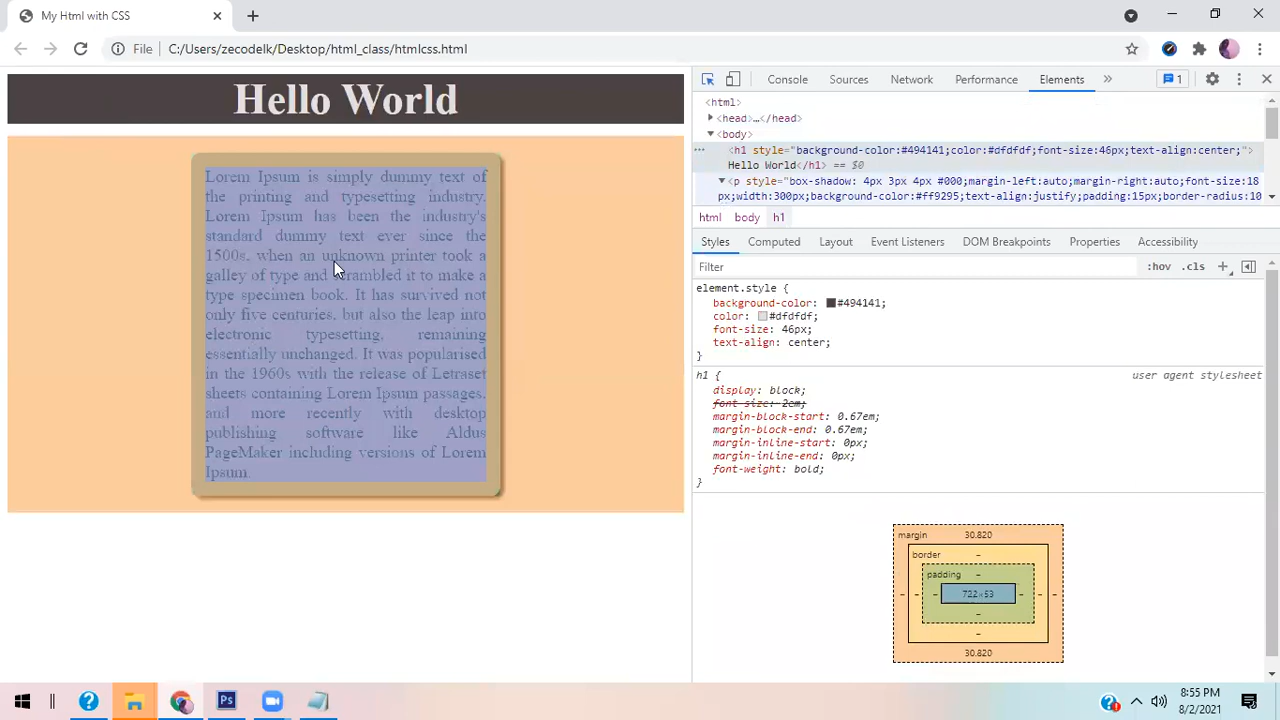 My Html with CSS
File C:/Users/zecodelk/Desktop/html_class/htmlcss.html
Hello World
Lorem Ipsum is simply dummy text of
the printing and typesetting industry.
Lorem Ipsum has been the industry's
standard dummy text ever since the
1500s, when an unknown printer took a
galley of type and scrambled it to make a
type specimen book. It has survived not
only five centuries, but also the leap into
electronic typesetting, remaining
essentially unchanged. It was popularised
in the 1960s with the release of Letraset
sheets containing Lorem Ipsum passages,
and more recently with desktop
publishing software like Aldus
PageMaker including versions of Lorem
Ipsum.
Console Sources Network Performance Elements » 1
<html>
<head>…</head>
<body>
… <h1 style="background-color:#494141;color:#dfdfdf;font-size:46px;text-align:center;">
Hello World</h1> == $0
<p style="box-shadow: 4px 3px 4px #000;margin-left:auto;margin-right:auto;font-size:18
px;width:300px;background-color:#ff9295;text-align:justify;padding:15px;border-radius:10
html body h1
Styles Computed Layout Event Listeners DOM Breakpoints Properties Accessibility
Filter :hov .cls +
element.style {
background-color: #494141;
color: #dfdfdf;
font-size: 46px;
text-align: center;
}
h1 { user agent stylesheet
display: block;
font-size: 2em;
margin-block-start: 0.67em;
margin-block-end: 0.67em;
margin-inline-start: 0px;
margin-inline-end: 0px;
font-weight: bold;
}
margin 30.820
border –
padding –
– – – 722×53 – – –
–
–
30.820
Ps
8:55 PM
8/2/2021